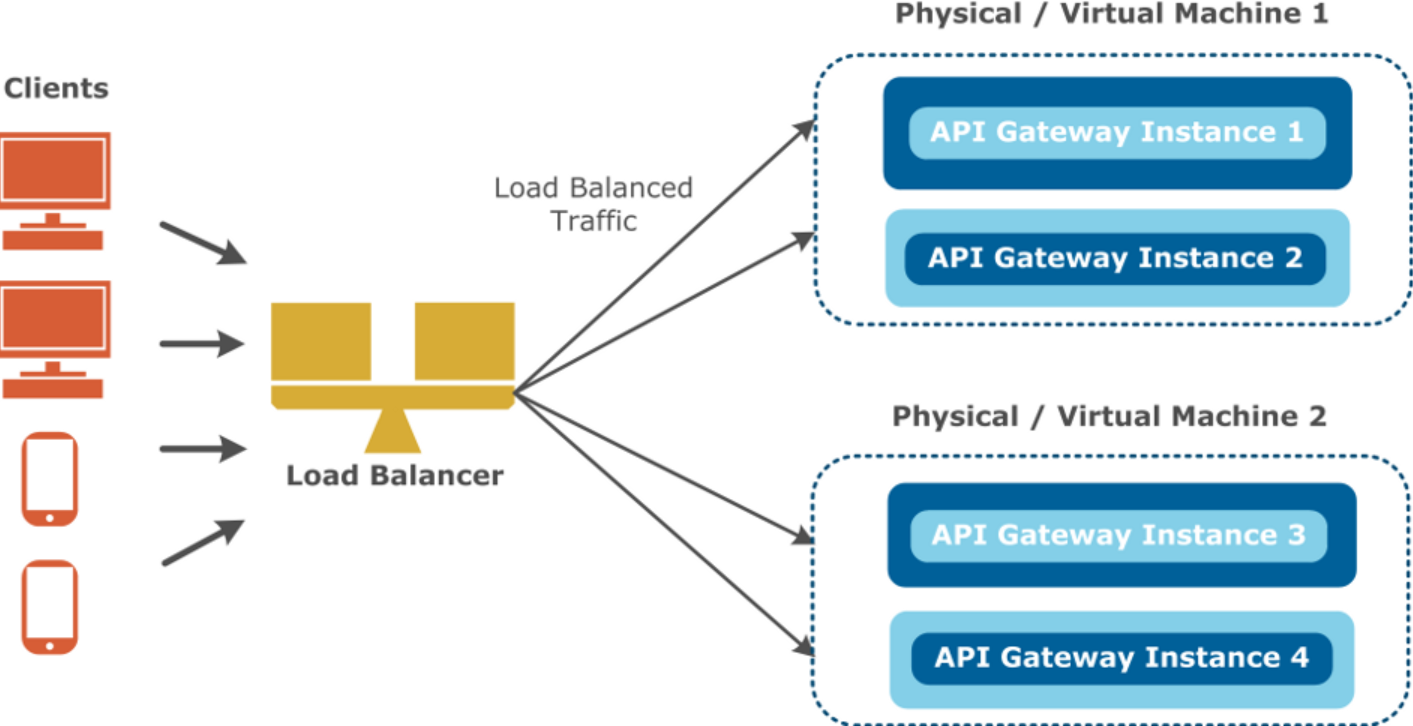 Physical / Virtual Machine 1
Clients
API Gateway Instance 1
Load Balanced
Traffic
API Gateway Instance 2
Load Balancer
Physical / Virtual Machine 2
API Gateway Instance 3
API Gateway Instance 4